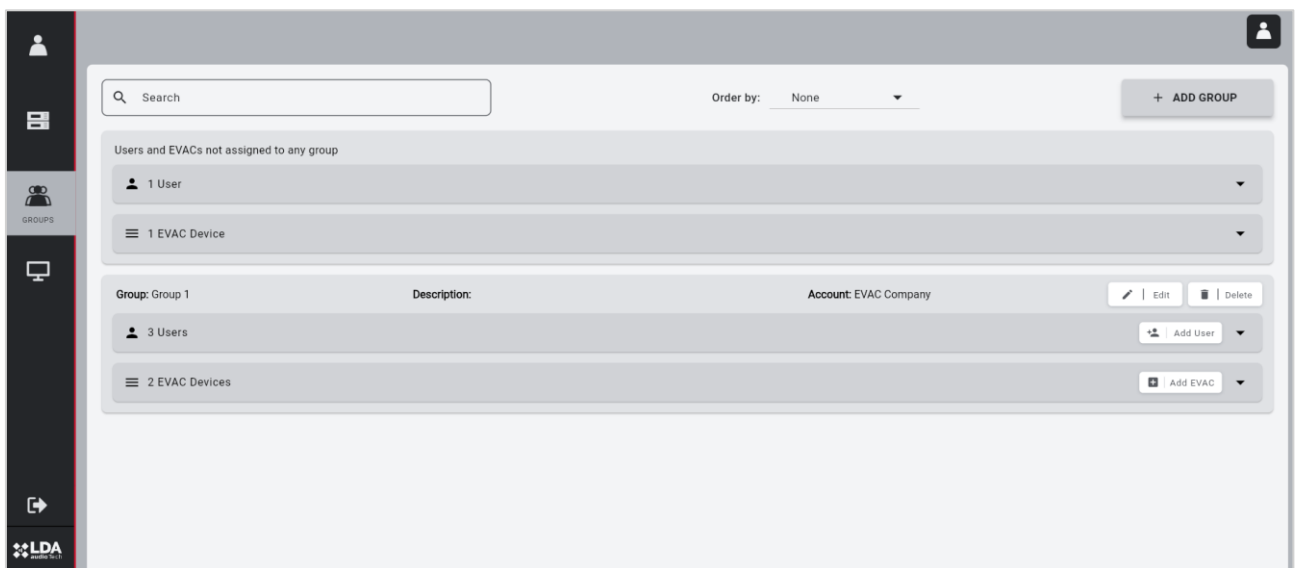 Search
Order by: None
+ ADD GROUP
Users and EVACs not assigned to any group
1 User
1 EVAC Device
GROUPS
Group: Group 1 Description: Account: EVAC Company Edit Delete
3 Users Add User
2 EVAC Devices Add EVAC
LDA
audio Tech